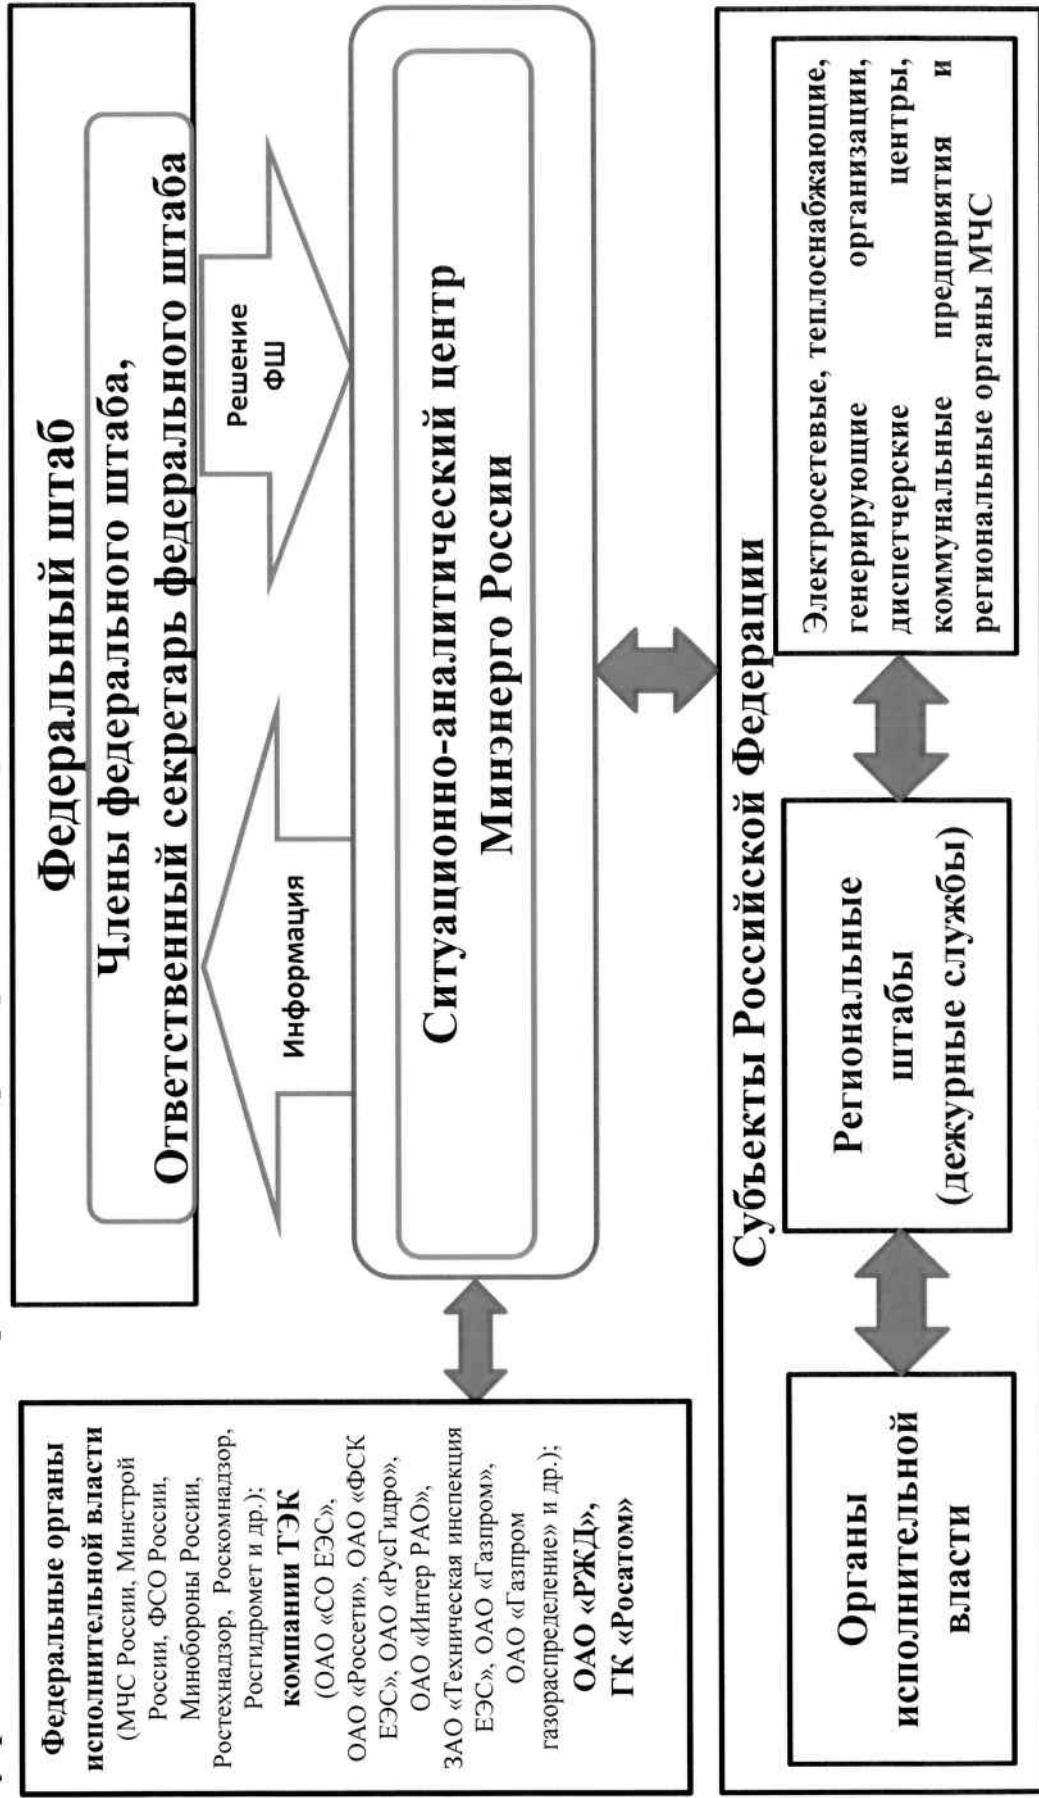 Федеральный штаб
Члены федерального штаба,
Ответственный секретарь федерального штаба
Информация
Решение
ФШ
Федеральные органы
исполнительной власти
(МЧС России, Минстрой
России, ФСО России,
Минобороны России,
Ростехнадзор, Роскомнадзор,
Росгидромет и др.);
компании ТЭК
(ОАО «СО ЕЭС»,
ОАО «Россети», ОАО «ФСК
ЕЭС», ОАО «РусГидро»,
ОАО «Интер РАО»,
ЗАО «Техническая инспекция
ЕЭС», ОАО «Газпром»,
ОАО «Газпром
газораспределение» и др.);
ОАО «РЖД»,
ГК «Росатом»
Ситуационно-аналитический центр
Минэнерго России
Субъекты Российской Федерации
Органы
исполнительной
власти
Региональные
штабы
(дежурные службы)
Электросетевые, теплоснабжающие,
генерирующие организации,
диспетчерские центры,
коммунальные предприятия и
региональные органы МЧС